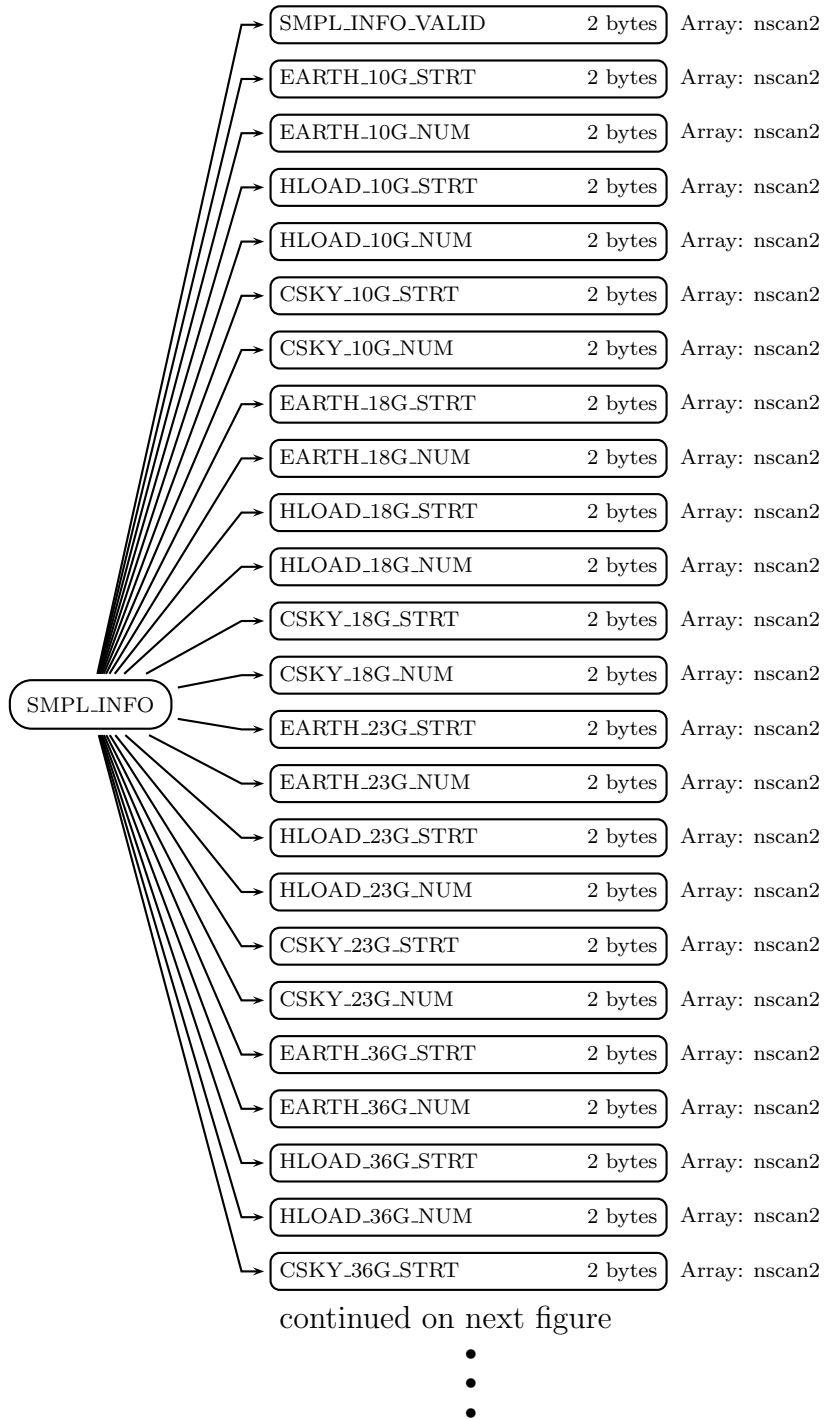 SMPL_INFO_VALID 2 bytes Array: nscan2
EARTH_10G_STRT 2 bytes Array: nscan2
EARTH_10G_NUM 2 bytes Array: nscan2
HLOAD_10G_STRT 2 bytes Array: nscan2
HLOAD_10G_NUM 2 bytes Array: nscan2
CSKY_10G_STRT 2 bytes Array: nscan2
CSKY_10G_NUM 2 bytes Array: nscan2
EARTH_18G_STRT 2 bytes Array: nscan2
EARTH_18G_NUM 2 bytes Array: nscan2
HLOAD_18G_STRT 2 bytes Array: nscan2
HLOAD_18G_NUM 2 bytes Array: nscan2
CSKY_18G_STRT 2 bytes Array: nscan2
CSKY_18G_NUM 2 bytes Array: nscan2
SMPL_INFO
EARTH_23G_STRT 2 bytes Array: nscan2
EARTH_23G_NUM 2 bytes Array: nscan2
HLOAD_23G_STRT 2 bytes Array: nscan2
HLOAD_23G_NUM 2 bytes Array: nscan2
CSKY_23G_STRT 2 bytes Array: nscan2
CSKY_23G_NUM 2 bytes Array: nscan2
EARTH_36G_STRT 2 bytes Array: nscan2
EARTH_36G_NUM 2 bytes Array: nscan2
HLOAD_36G_STRT 2 bytes Array: nscan2
HLOAD_36G_NUM 2 bytes Array: nscan2
CSKY_36G_STRT 2 bytes Array: nscan2
continued on next figure